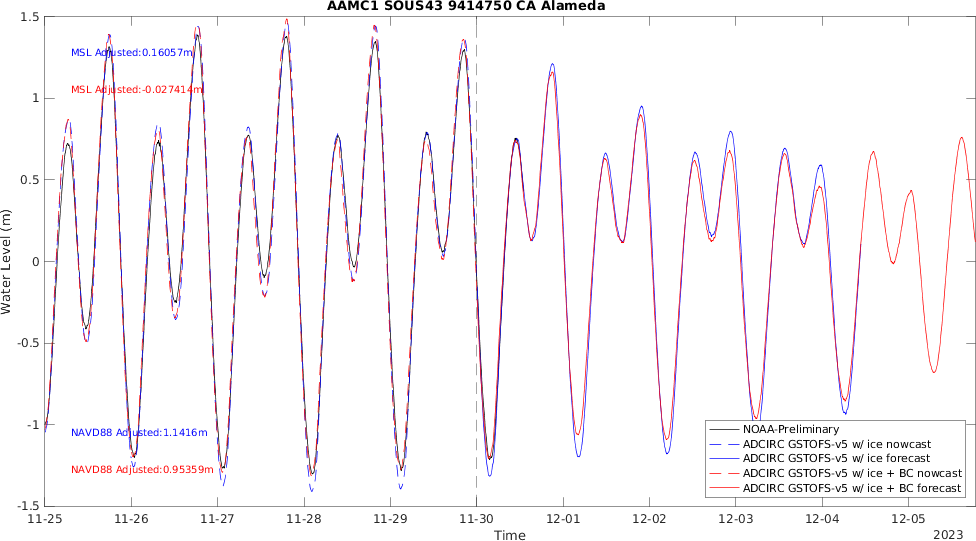 AAMC1 SOUS43 9414750 CA Alameda
1.5
1
0.5
0
-0.5
-1
-1.5
Water Level (m)
MSL Adjusted:0.16057m
MSL Adjusted:-0.027414m
NAVD88 Adjusted:1.1416m
NAVD88 Adjusted:0.95359m
NOAA-Preliminary
ADCIRC GSTOFS-v5 w/ ice nowcast
ADCIRC GSTOFS-v5 w/ ice forecast
ADCIRC GSTOFS-v5 w/ ice + BC nowcast
ADCIRC GSTOFS-v5 w/ ice + BC forecast
11-25 11-26 11-27 11-28 11-29 11-30 12-01 12-02 12-03 12-04 12-05
Time
2023